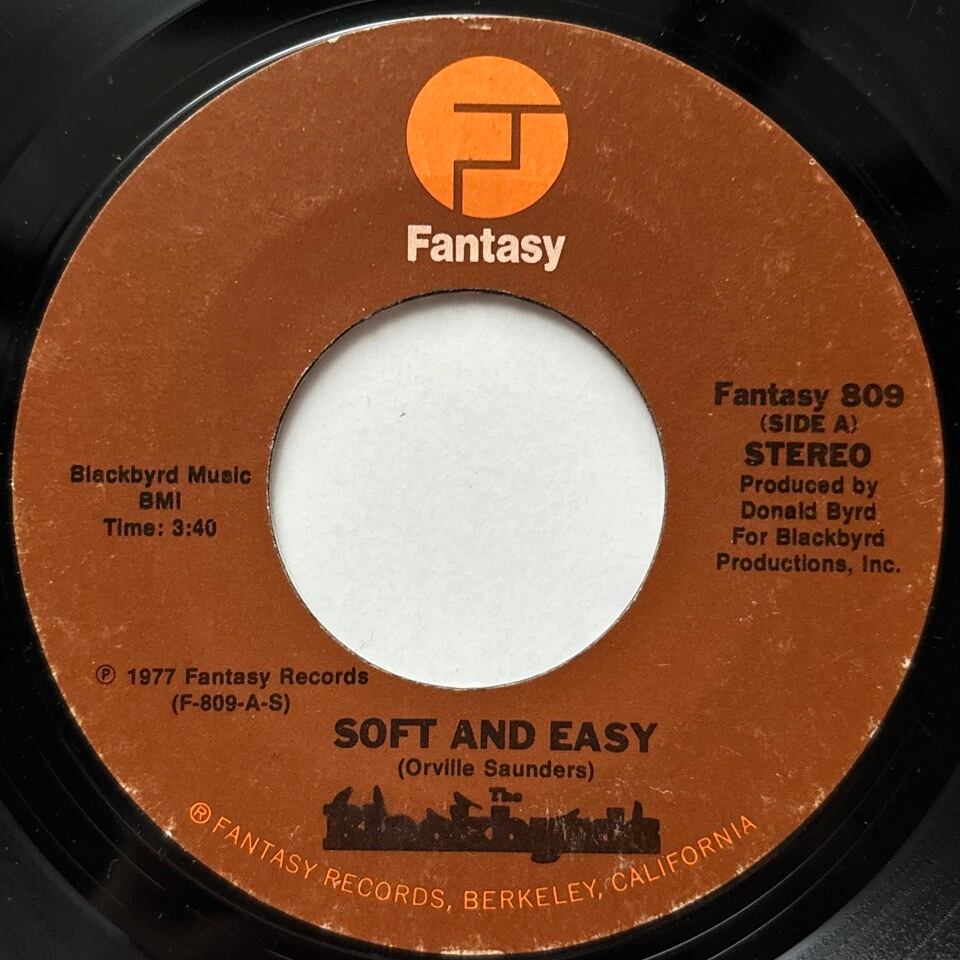 Fantasy
Fantasy 809
(SIDE A)
STEREO
Produced by
Donald Byrd
For Blackbyrd
Productions, Inc.
Blackbyrd Music
BMI
Time: 3:40
℗ 1977 Fantasy Records
(F-809-A-S)
SOFT AND EASY
(Orville Saunders)
The
Blackbyrds
® FANTASY RECORDS, BERKELEY, CALIFORNIA